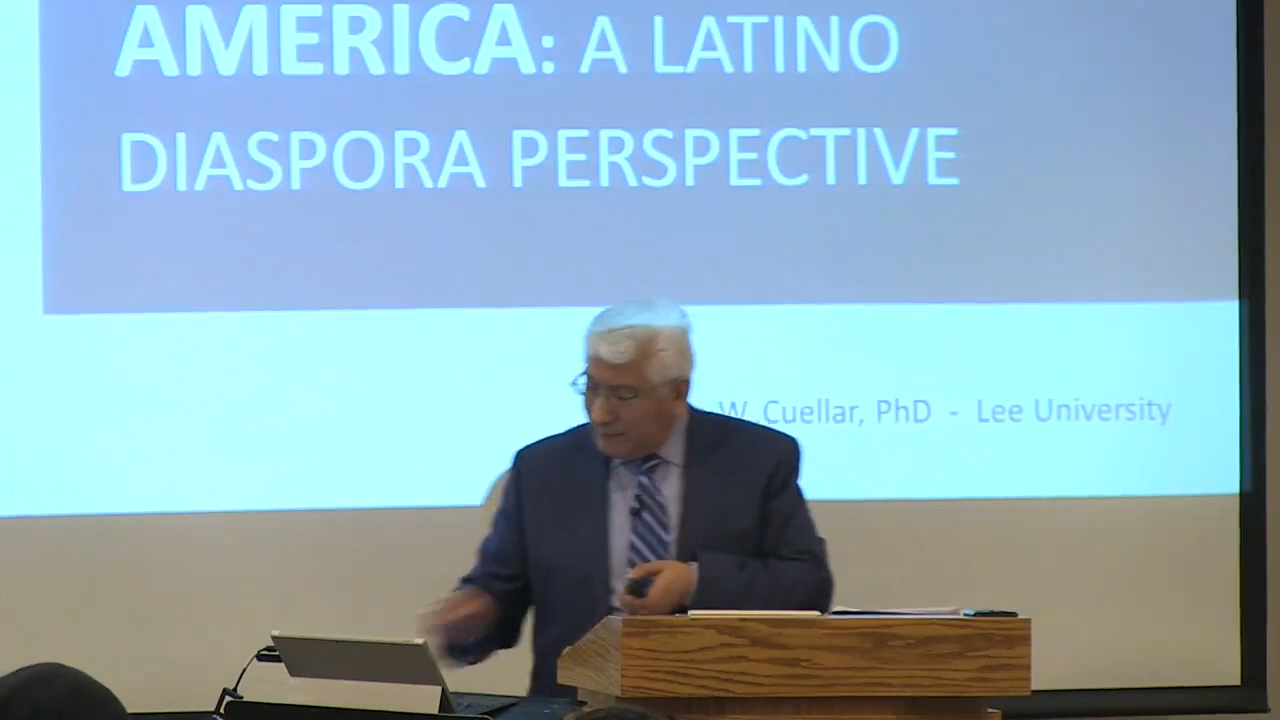 AMERICA: A LATINO
DIASPORA PERSPECTIVE
W. Cuellar, PhD - Lee University